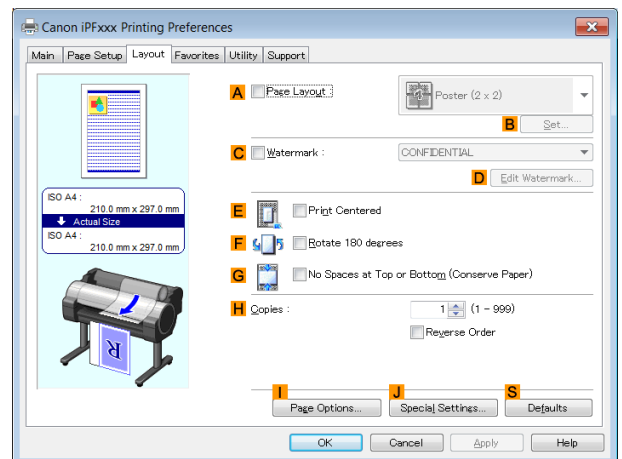 Canon iPFxxx Printing Preferences
Main Page Setup Layout Favorites Utility Support
A Page Layout : Poster (2 x 2)
B Set...
C Watermark : CONFIDENTIAL
D Edit Watermark...
ISO A4 :
210.0 mm x 297.0 mm
Actual Size
ISO A4 :
210.0 mm x 297.0 mm
E Print Centered
F Rotate 180 degrees
G No Spaces at Top or Bottom (Conserve Paper)
H Copies : 1 (1 - 999)
Reverse Order
R
I J S
Page Options... Special Settings... Defaults
OK Cancel Apply Help